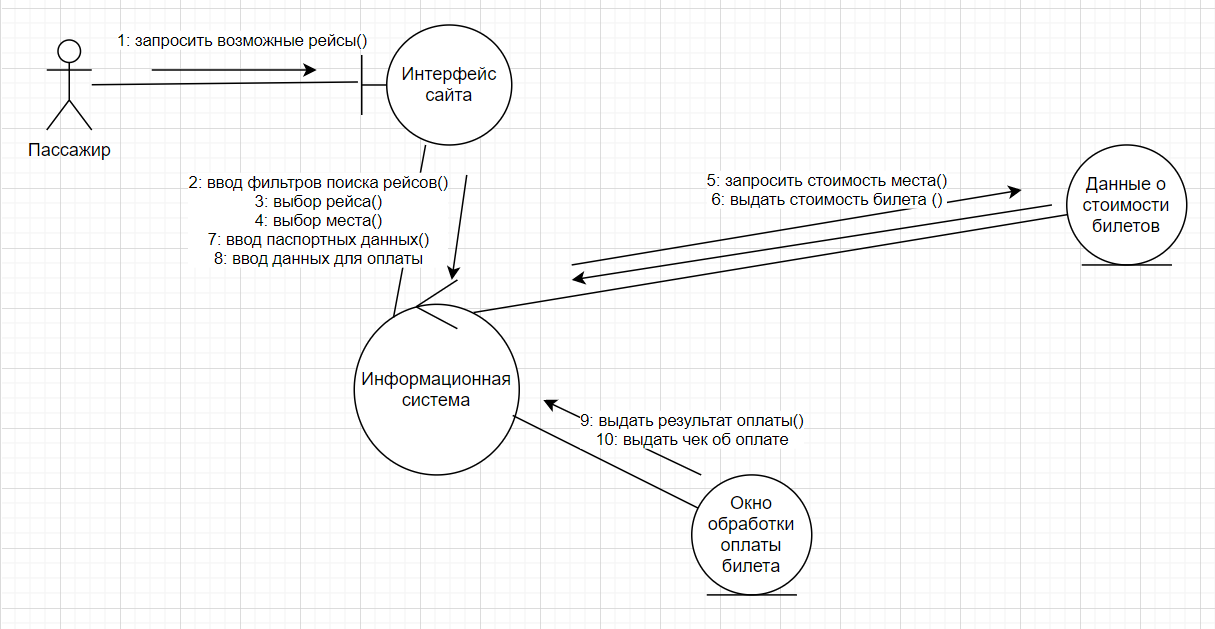 1: запросить возможные рейсы()
Интерфейс
сайта
Пассажир
2: ввод фильтров поиска рейсов()
3: выбор рейса()
4: выбор места()
7: ввод паспортных данных()
8: ввод данных для оплаты
5: запросить стоимость места()
6: выдать стоимость билета ()
Данные о
стоимости
билетов
Информационная
система
9: выдать результат оплаты()
10: выдать чек об оплате
Окно
обработки
оплаты
билета